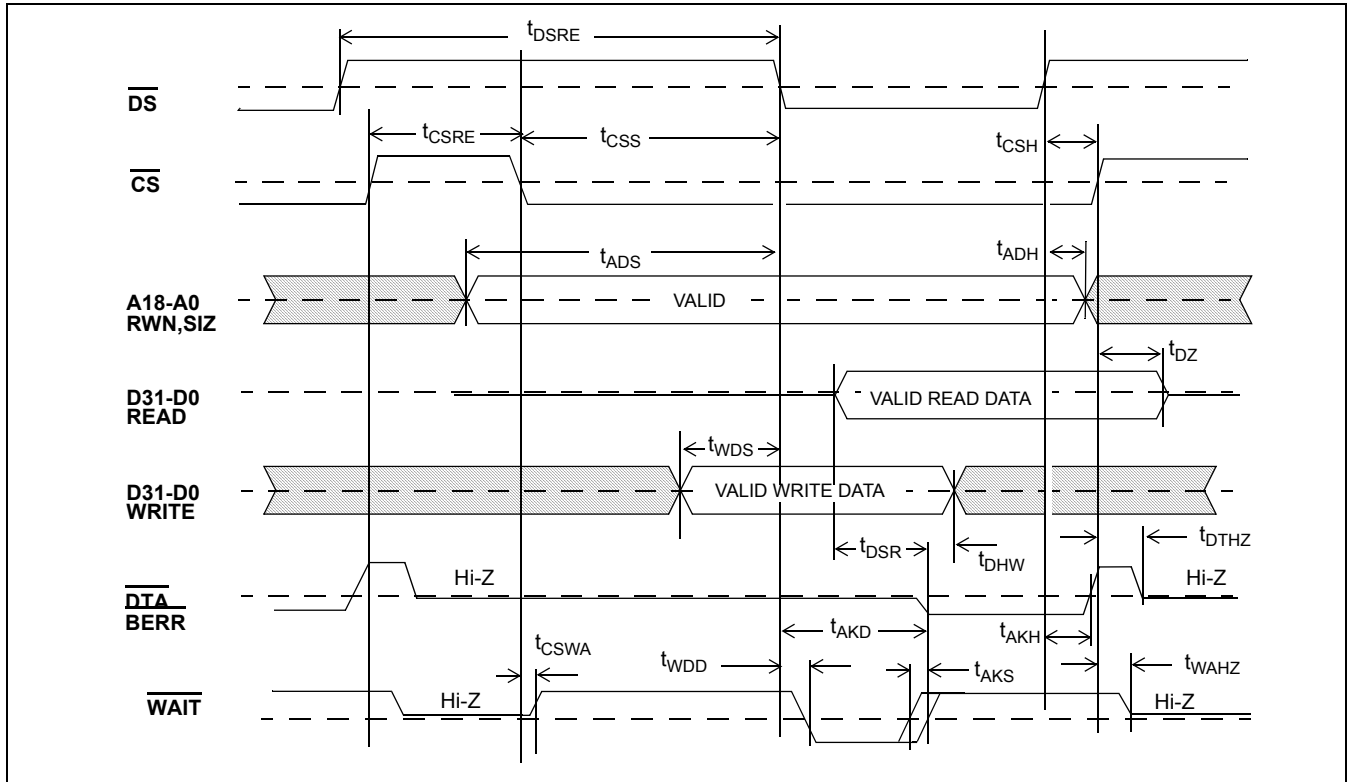 tDSRE
DS
tCSRE
tCSS
tCSH
CS
tADS
tADH
A18-A0
RWN,SIZ
VALID
tDZ
D31-D0
READ
VALID READ DATA
tWDS
D31-D0
WRITE
VALID WRITE DATA
tDSR
tDHW
tDTHZ
DTA
BERR
Hi-Z
Hi-Z
tAKD
tAKH
tCSWA
tWDD
tAKS
tWAHZ
WAIT
Hi-Z
Hi-Z